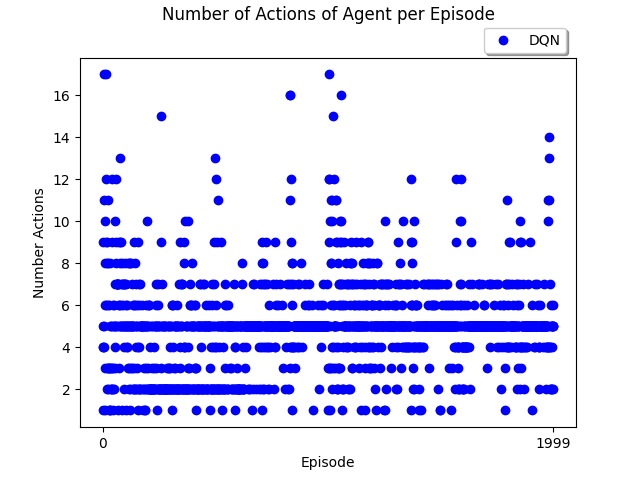 Number of Actions of Agent per Episode
DQN
16
14
12
10
8
6
4
2
Number Actions
0
1999
Episode